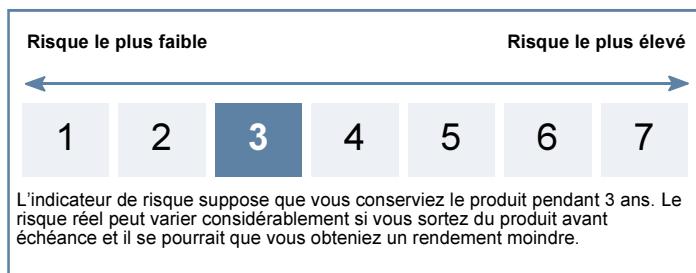 Risque le plus faible Risque le plus élevé
1 2 3 4 5 6 7
L'indicateur de risque suppose que vous conserviez le produit pendant 3 ans. Le
risque réel peut varier considérablement si vous sortez du produit avant
échéance et il se pourrait que vous obteniez un rendement moindre.